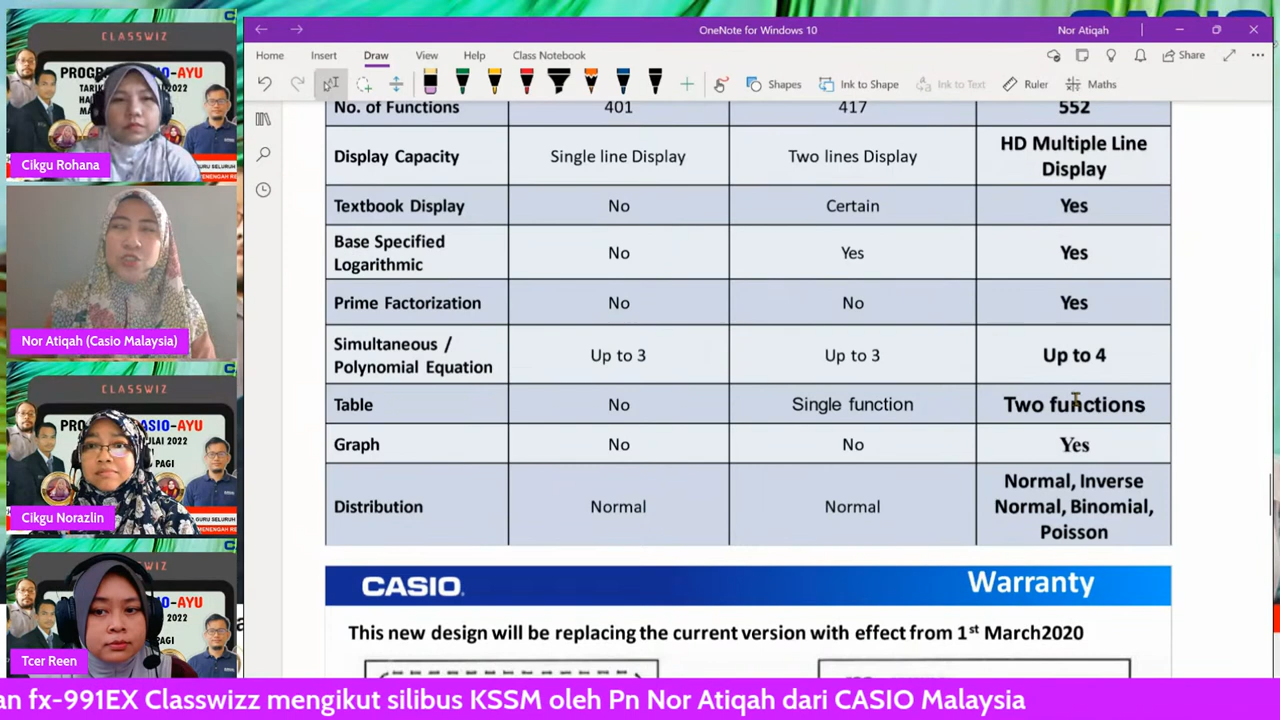 CLASSWIZ
Cikgu Rohana
Nor Atiqah (Casio Malaysia)
CLASSWIZ
Cikgu Norazlin
Tcer Reen
OneNote for Windows 10
Nor Atiqah
Home Insert Draw View Help Class Notebook
Share
Shapes Ink to Shape Ink to Text Ruler Maths
No. of Functions 401 417 552
Display Capacity Single line Display Two lines Display HD Multiple Line
Display
Textbook Display No Certain Yes
Base Specified
Logarithmic No Yes Yes
Prime Factorization No No Yes
Simultaneous /
Polynomial Equation Up to 3 Up to 3 Up to 4
Table No Single function Two functions
Graph No No Yes
Distribution Normal Normal Normal, Inverse
Normal, Binomial,
Poisson
CASIO Warranty
This new design will be replacing the current version with effect from 1st March2020
an fx-991EX Classwizz mengikut silibus KSSM oleh Pn Nor Atiqah dari CASIO Malaysia